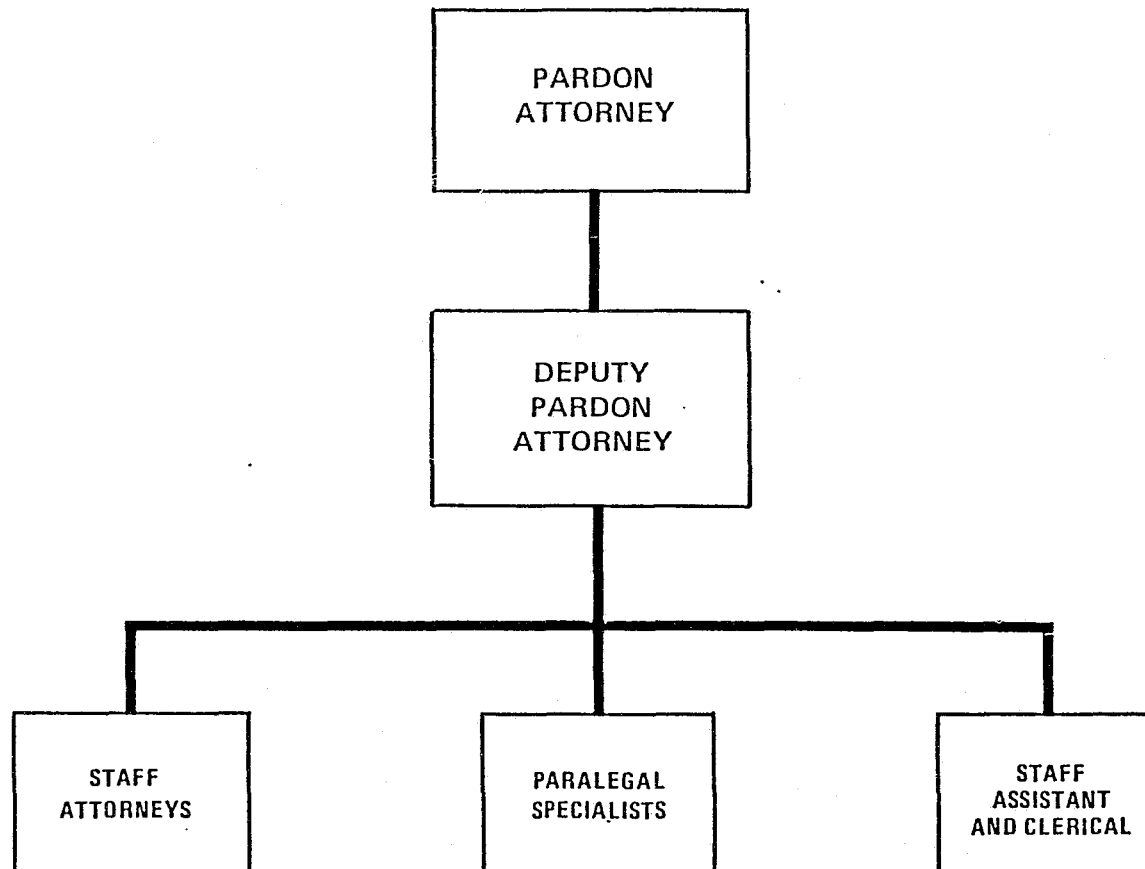 PARDON
ATTORNEY
DEPUTY
PARDON
ATTORNEY
STAFF
ATTORNEYS
PARALEGAL
SPECIALISTS
STAFF
ASSISTANT
AND CLERICAL